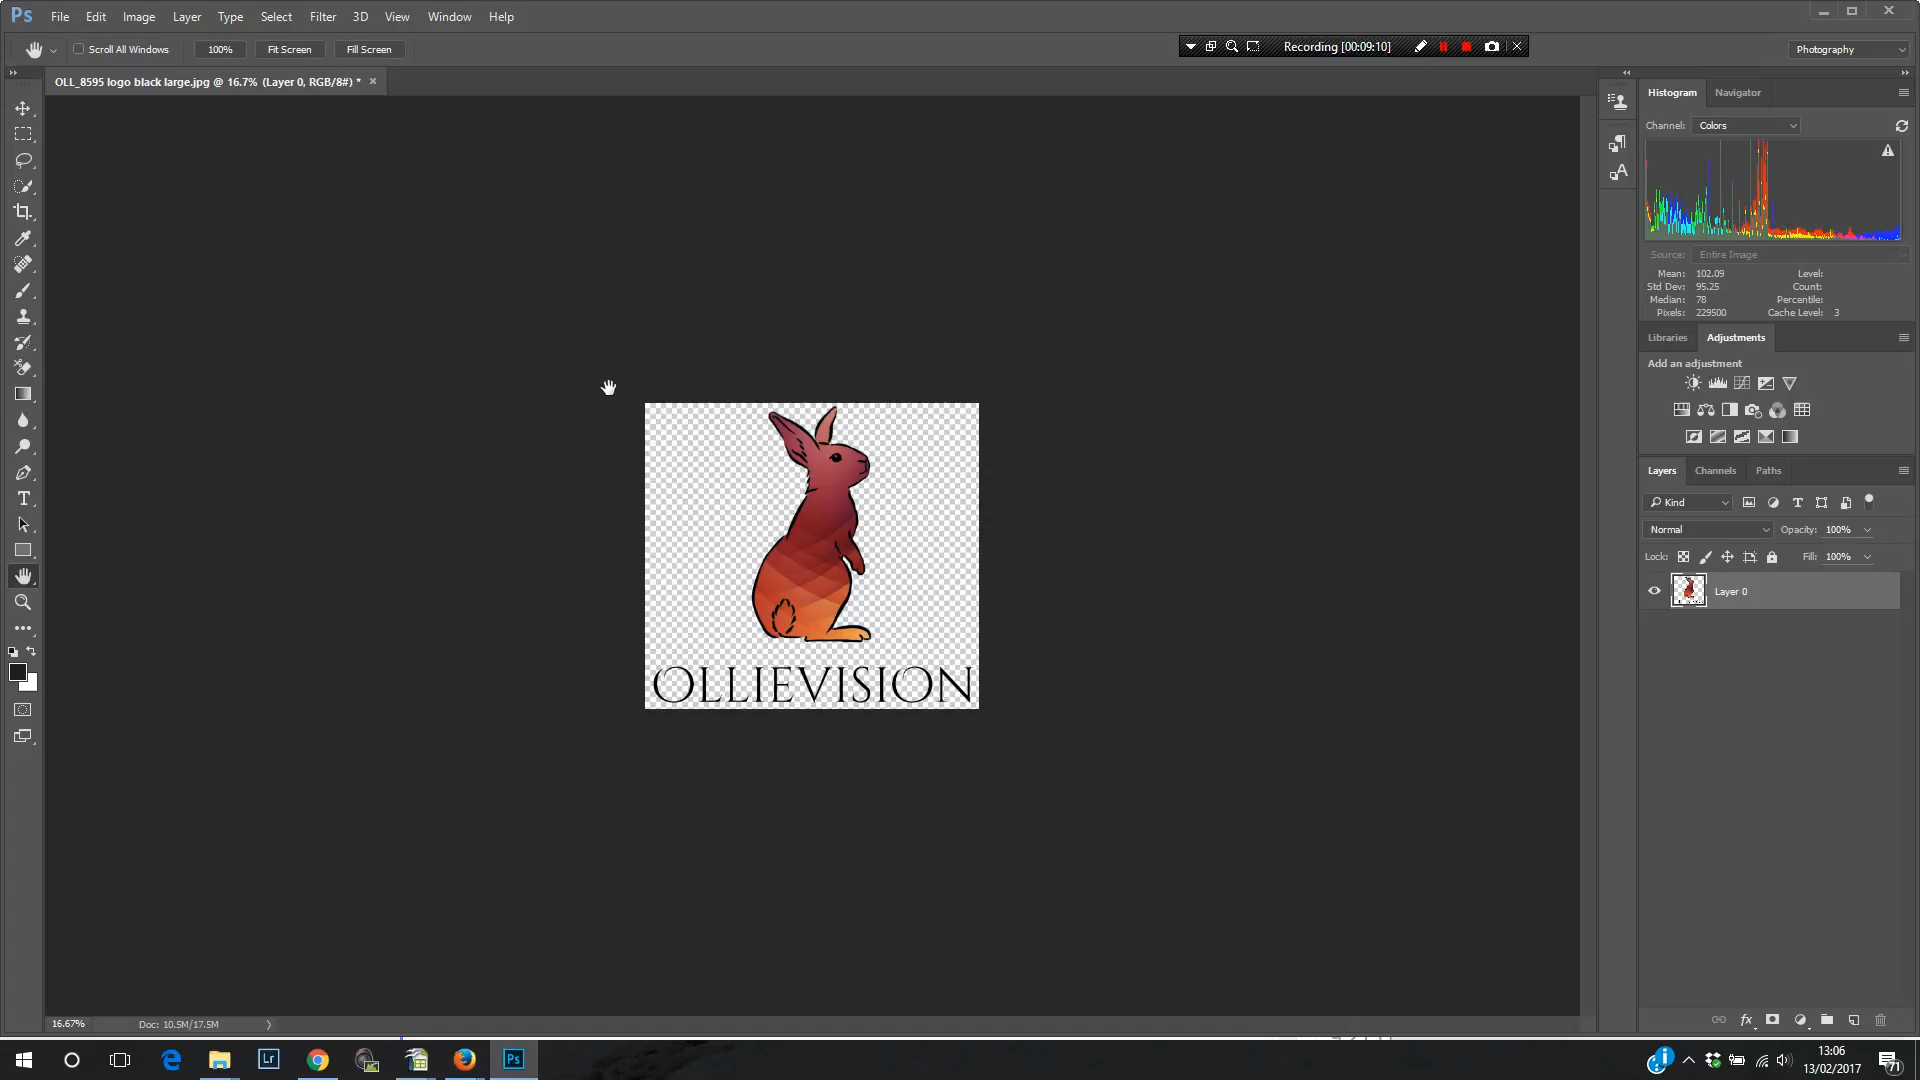 Ps File Edit Image Layer Type Select Filter 3D View Window Help
Scroll All Windows 100% Fit Screen Fill Screen Recording [00:09:10] Photography
OLL_8595 logo black large.jpg @ 16.7% (Layer 0, RGB/8#) *
Histogram Navigator
Channel: Colors
Source: Entire Image
Mean: 102.09 Level:
Std Dev: 95.25 Count:
Median: 78 Percentile:
Pixels: 229500 Cache Level: 3
Libraries Adjustments
Add an adjustment
Layers Channels Paths
Kind
Normal Opacity: 100%
Lock: Fill: 100%
Layer 0
OLLIEVISION
16.67% Doc: 10.5M/17.5M
fx
Lr Ps
13:06
13/02/2017
71